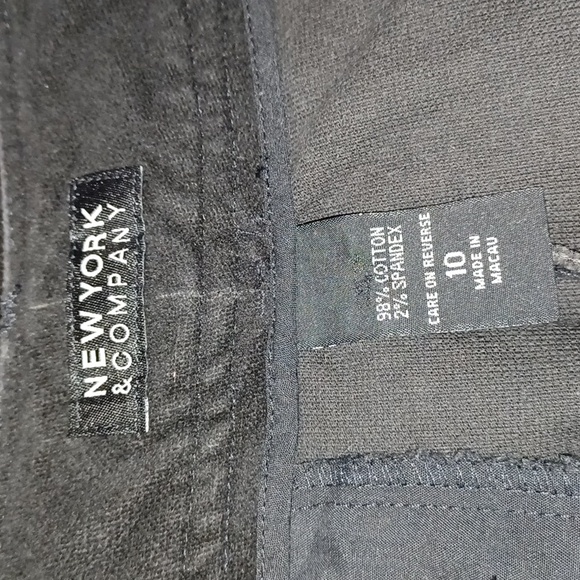 NEW YORK
& COMPANY
98% COTTON
2% SPANDEX
CARE ON REVERSE
10
MADE IN
MACAU